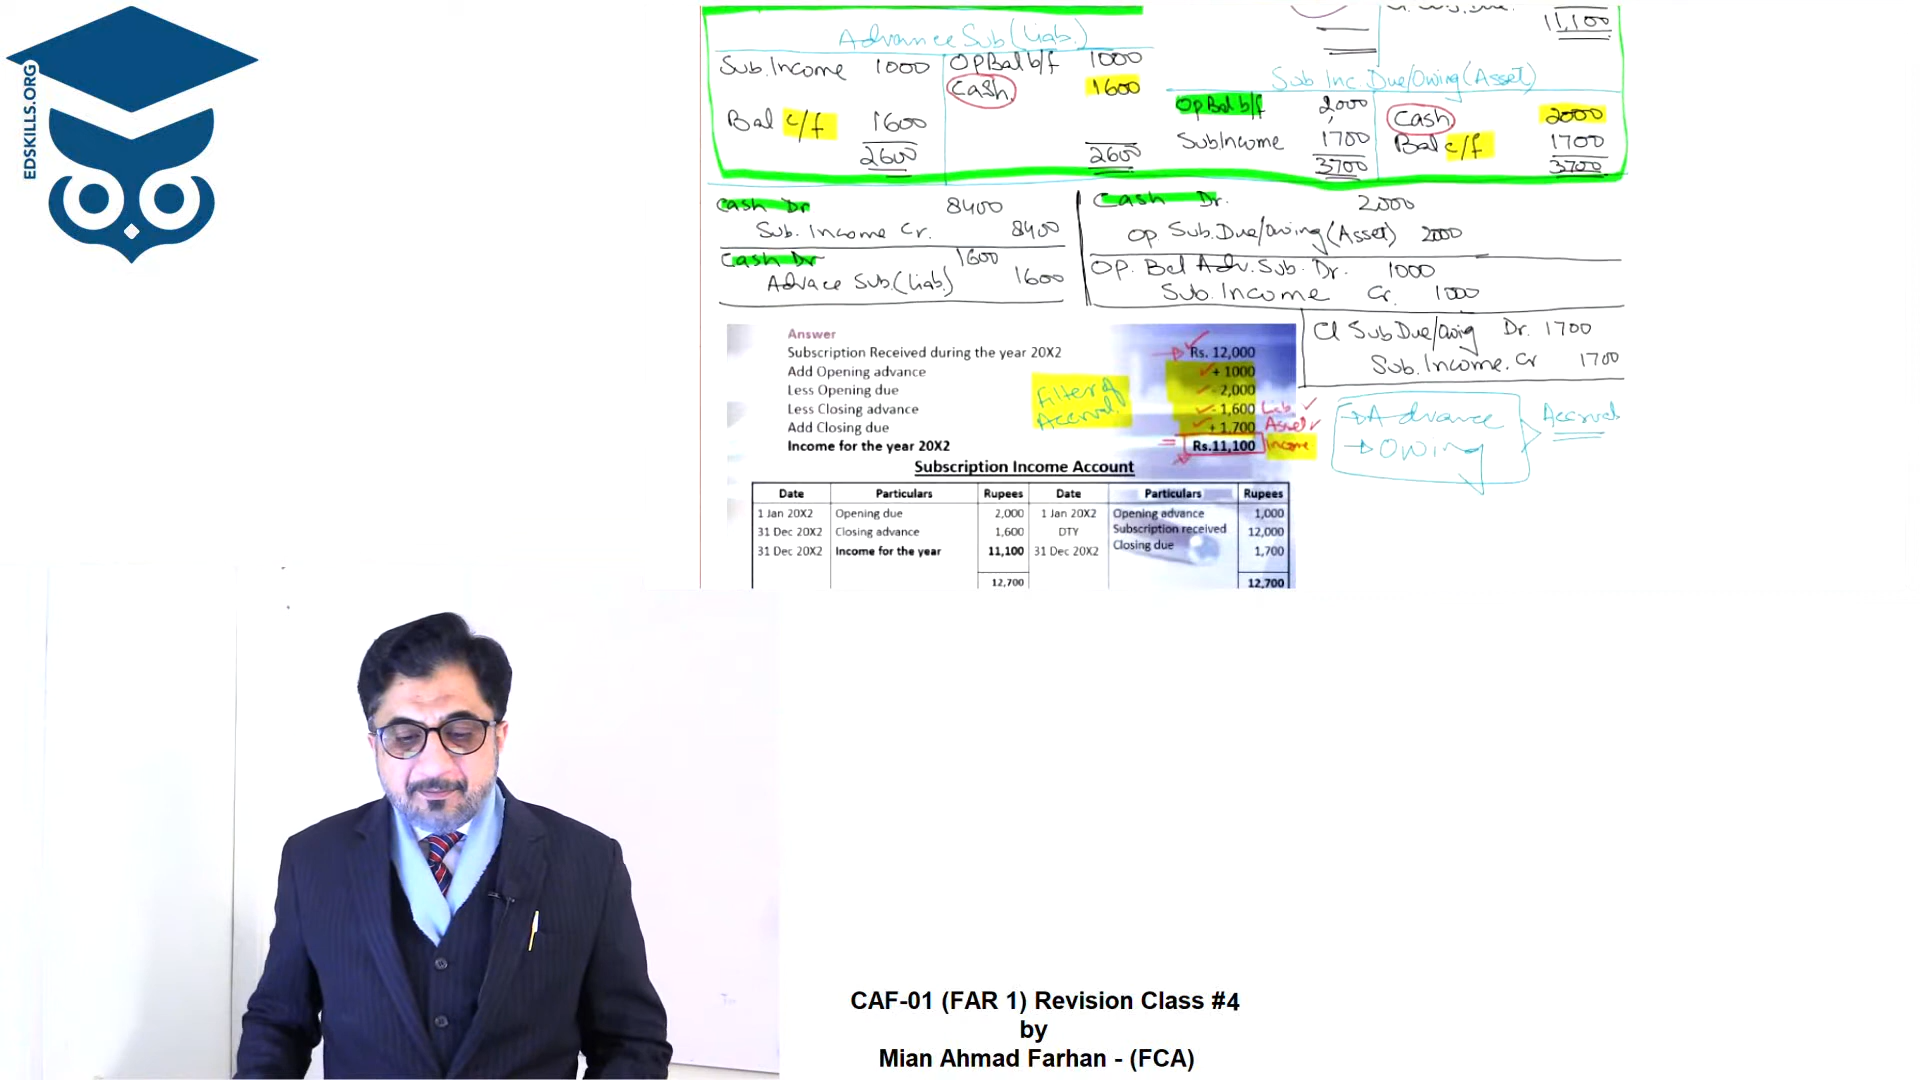 EDSKILLS.ORG
11,100
Advance Sub (Liab.)
Sub. Income 1000 Op Bal b/f 1000
Cash 1600
Bal c/f 1600
2600 2600
Sub Inc. Due/Owing (Asset)
Op Bal b/f 2000 Cash 2000
Sub Income 1700 Bal c/f 1700
3700 3700
Cash Dr 8400
Sub. Income Cr. 8400
Cash Dr 1600
Advace Sub. (Liab.) 1600
Cash Dr. 2000
Op Sub. Due/Owing (Asset) 2000
Op. Bal Adv. Sub. Dr. 1000
Sub. Income Cr. 1000
Cl Sub Due/Owing Dr. 1700
Sub. Income. Cr 1700
Answer
Subscription Received during the year 20X2 Rs. 12,000
Add Opening advance + 1000
Less Opening due - 2,000
Less Closing advance - 1,600 Liab
Add Closing due + 1,700 Asset
Income for the year 20X2 = Rs.11,100 Income
Filter of
Accrual
Advance
Owing
Accrual
Subscription Income Account
Date Particulars Rupees Date Particulars Rupees
1 Jan 20X2 Opening due 2,000 1 Jan 20X2 Opening advance 1,000
31 Dec 20X2 Closing advance 1,600 DTY Subscription received 12,000
31 Dec 20X2 Income for the year 11,100 31 Dec 20X2 Closing due 1,700
12,700 12,700
CAF-01 (FAR 1) Revision Class #4
by
Mian Ahmad Farhan - (FCA)